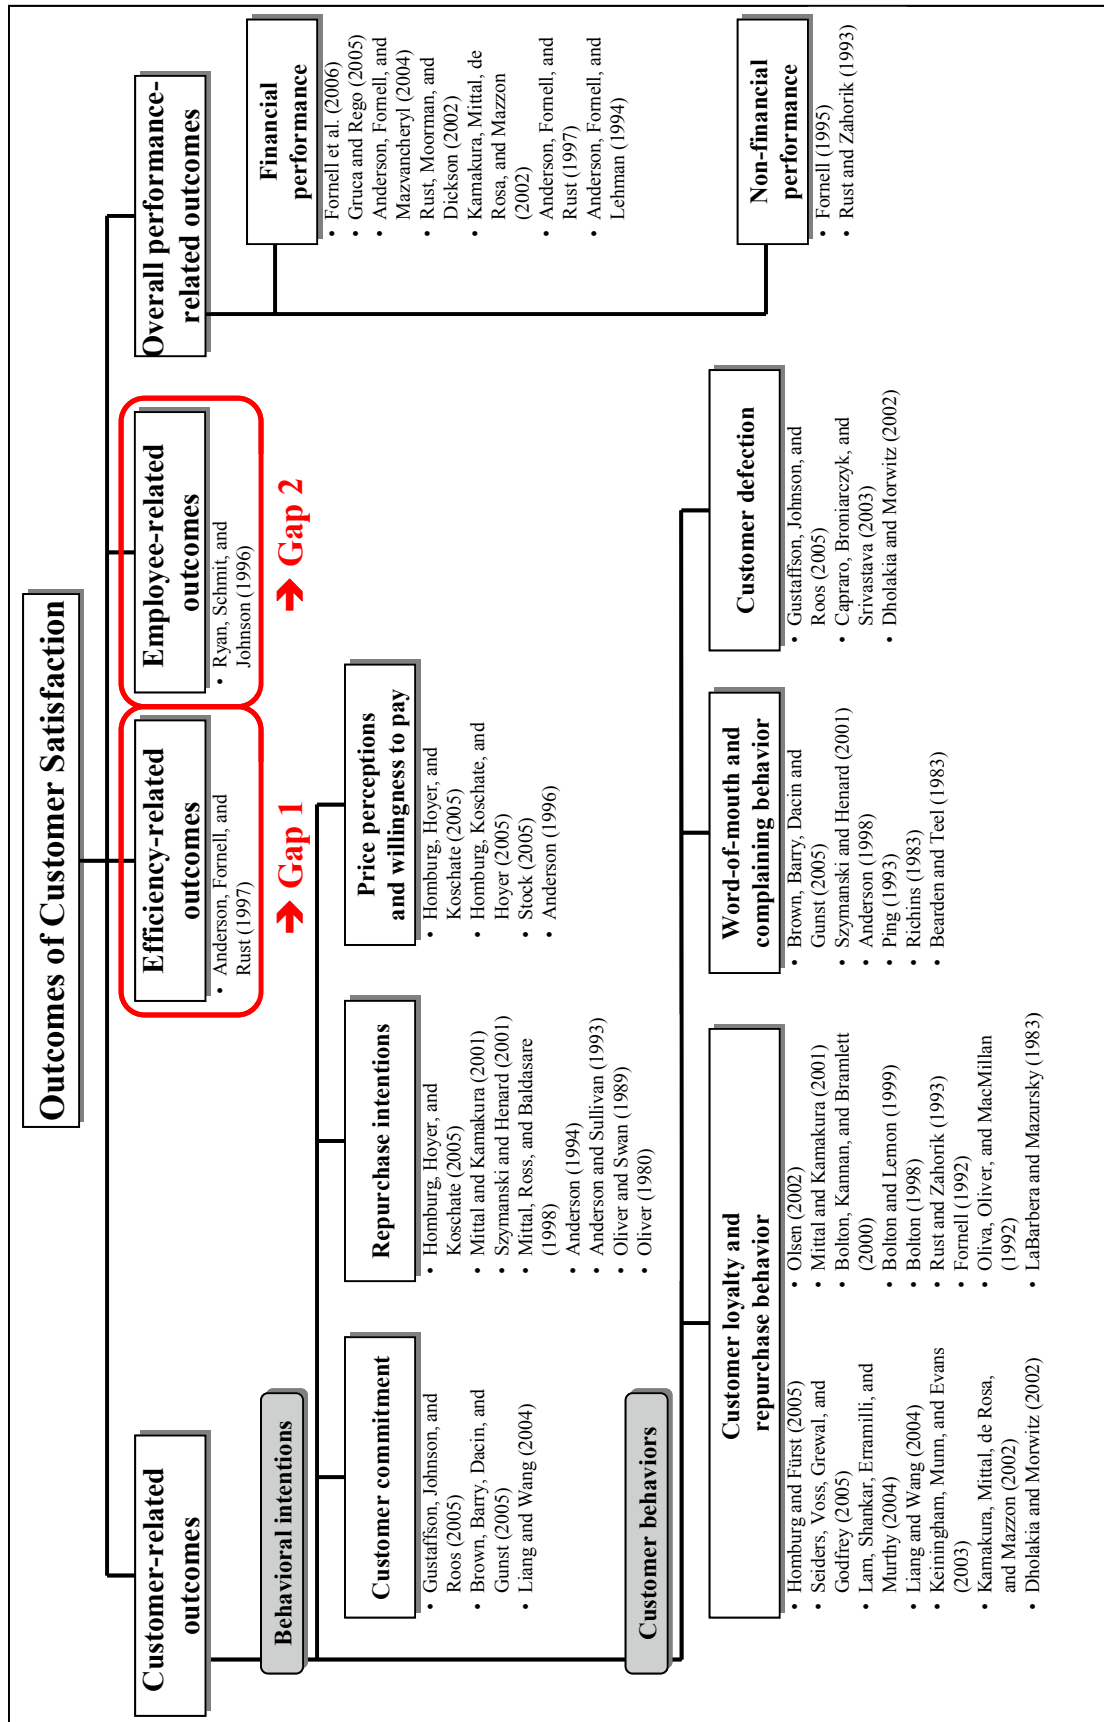 Outcomes of Customer Satisfaction
Customer-related
outcomes
Efficiency-related
outcomes
• Anderson, Fornell, and
Rust (1997)
➔ Gap 1
Employee-related
outcomes
• Ryan, Schmit, and
Johnson (1996)
➔ Gap 2
Overall performance-
related outcomes
Financial
performance
• Fornell et al. (2006)
• Gruca and Rego (2005)
• Anderson, Fornell, and
Mazvancheryl (2004)
• Rust, Moorman, and
Dickson (2002)
• Kamakura, Mittal, de
Rosa, and Mazzon
(2002)
• Anderson, Fornell, and
Rust (1997)
• Anderson, Fornell, and
Lehman (1994)
Non-financial
performance
• Fornell (1995)
• Rust and Zahorik (1993)
Behavioral intentions
Customer commitment
• Gustaffson, Johnson, and
Roos (2005)
• Brown, Barry, Dacin, and
Gunst (2005)
• Liang and Wang (2004)
Repurchase intentions
• Homburg, Hoyer, and
Koschate (2005)
• Mittal and Kamakura (2001)
• Szymanski and Henard (2001)
• Mittal, Ross, and Baldasare
(1998)
• Anderson (1994)
• Anderson and Sullivan (1993)
• Oliver and Swan (1989)
• Oliver (1980)
Price perceptions
and willingness to pay
• Homburg, Hoyer, and
Koschate (2005)
• Homburg, Koschate, and
Hoyer (2005)
• Stock (2005)
• Anderson (1996)
Customer behaviors
Customer loyalty and
repurchase behavior
• Homburg and Fürst (2005)
• Seiders, Voss, Grewal, and
Godfrey (2005)
• Lam, Shankar, Erramilli, and
Murthy (2004)
• Liang and Wang (2004)
• Keiningham, Munn, and Evans
(2003)
• Kamakura, Mittal, de Rosa,
and Mazzon (2002)
• Dholakia and Morwitz (2002)
• Olsen (2002)
• Mittal and Kamakura (2001)
• Bolton, Kannan, and Bramlett
(2000)
• Bolton and Lemon (1999)
• Bolton (1998)
• Rust and Zahorik (1993)
• Fornell (1992)
• Oliva, Oliver, and MacMillan
(1992)
• LaBarbera and Mazursky (1983)
Word-of-mouth and
complaining behavior
• Brown, Barry, Dacin and
Gunst (2005)
• Szymanski and Henard (2001)
• Anderson (1998)
• Ping (1993)
• Richins (1983)
• Bearden and Teel (1983)
Customer defection
• Gustaffson, Johnson, and
Roos (2005)
• Capraro, Broniarczyk, and
Srivastava (2003)
• Dholakia and Morwitz (2002)